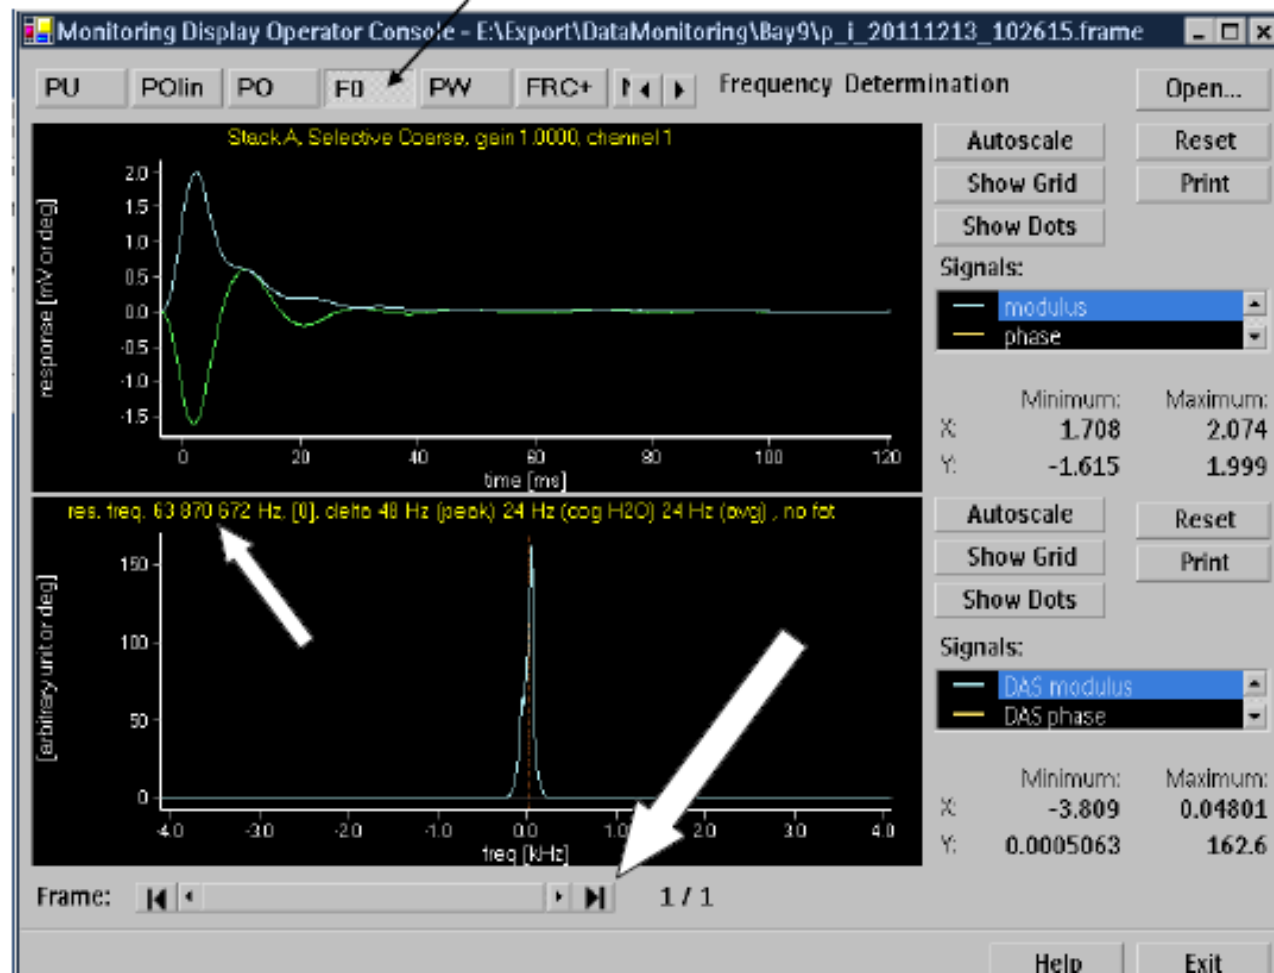 Monitoring Display Operator Console - E:\Export\DataMonitoring\Bay9\p_i_20111213_102615.frame
PU POlin PO F0 PW FRC+ Frequency Determination Open...
Stack A, Selective Coarse, gain 1.0000, channel 1
2.0
1.5
1.0
0.5
0.0
-0.5
-1.0
-1.5
response [mV or deg]
0 20 40 60 80 100 120
time [ms]
Autoscale Reset
Show Grid Print
Show Dots
Signals:
modulus
phase
Minimum: Maximum:
X: 1.708 2.074
Y: -1.615 1.999
res. freq. 63 870 672 Hz, [0], delta 48 Hz (peak) 24 Hz (cog H2O) 24 Hz (avg) , no fat
150
100
50
0
[arbitrary unit or deg]
-4.0 -3.0 -2.0 -1.0 0.0 1.0 2.0 3.0 4.0
freq [kHz]
Autoscale Reset
Show Grid Print
Show Dots
Signals:
DAS modulus
DAS phase
Minimum: Maximum:
X: -3.809 0.04801
Y: 0.0005063 162.6
Frame: 1 / 1
Help Exit